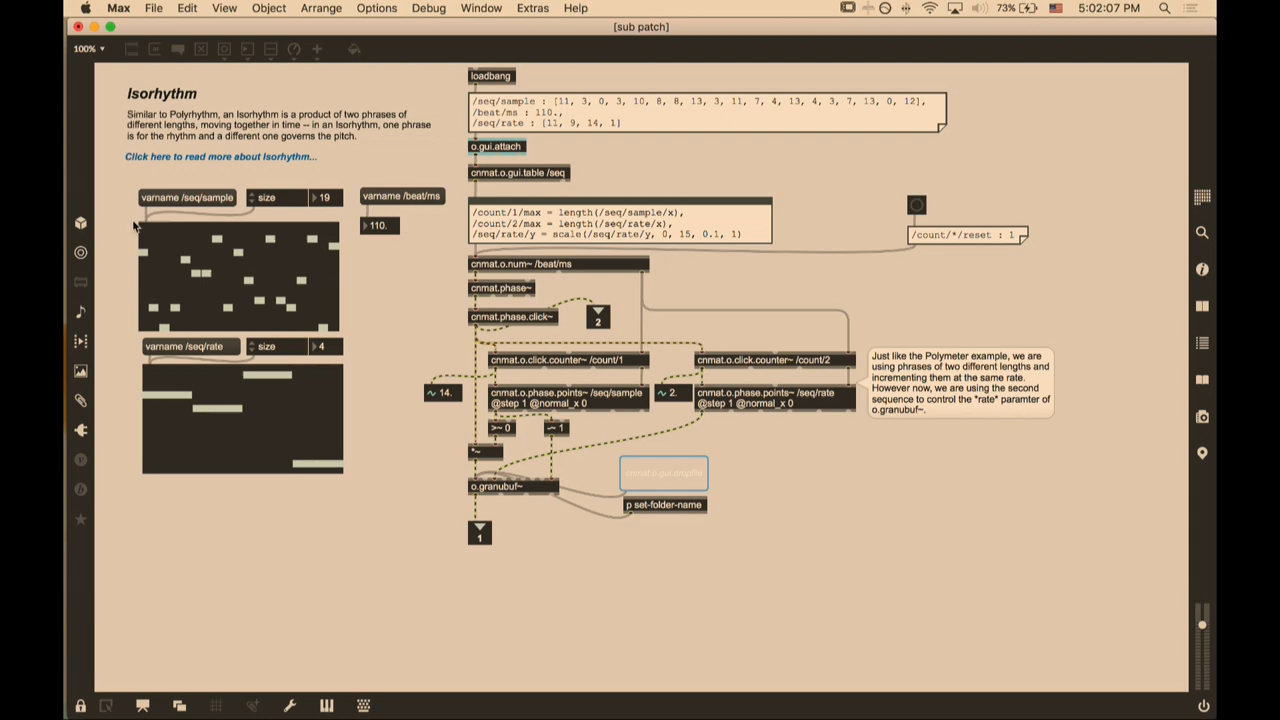 Max File Edit View Object Arrange Options Debug Window Extras Help 73% 5:02:07 PM
[sub patch]
100%
Isorhythm
Similar to Polyrhythm, an Isorhythm is a product of two phrases of
different lengths, moving together in time -- in an Isorhythm, one phrase
is for the rhythm and a different one governs the pitch.
Click here to read more about Isorhythm...
varname /seq/sample size 19
varname /beat/ms
110.
varname /seq/rate size 4
loadbang
/seq/sample : [11, 3, 0, 3, 10, 8, 8, 13, 3, 11, 7, 4, 13, 4, 3, 7, 13, 0, 12],
/beat/ms : 110.,
/seq/rate : [11, 9, 14, 1]
o.gui.attach
cnmat.o.gui.table /seq
/count/1/max = length(/seq/sample/x),
/count/2/max = length(/seq/rate/x),
/seq/rate/y = scale(/seq/rate/y, 0, 15, 0.1, 1)
/count/*/reset : 1
cnmat.o.num~ /beat/ms
cnmat.phase~
cnmat.phase.click~
2
cnmat.o.click.counter~ /count/1
cnmat.o.click.counter~ /count/2
14.
cnmat.o.phase.points~ /seq/sample
@step 1 @normal_x 0
2.
cnmat.o.phase.points~ /seq/rate
@step 1 @normal_x 0
Just like the Polymeter example, we are
using phrases of two different lengths and
incrementing them at the same rate.
However now, we are using the second
sequence to control the *rate* paramter of
o.granubuf~.
>~ 0
-~ 1
*~
cnmat.o.gui.dropfile
o.granubuf~
p set-folder-name
1